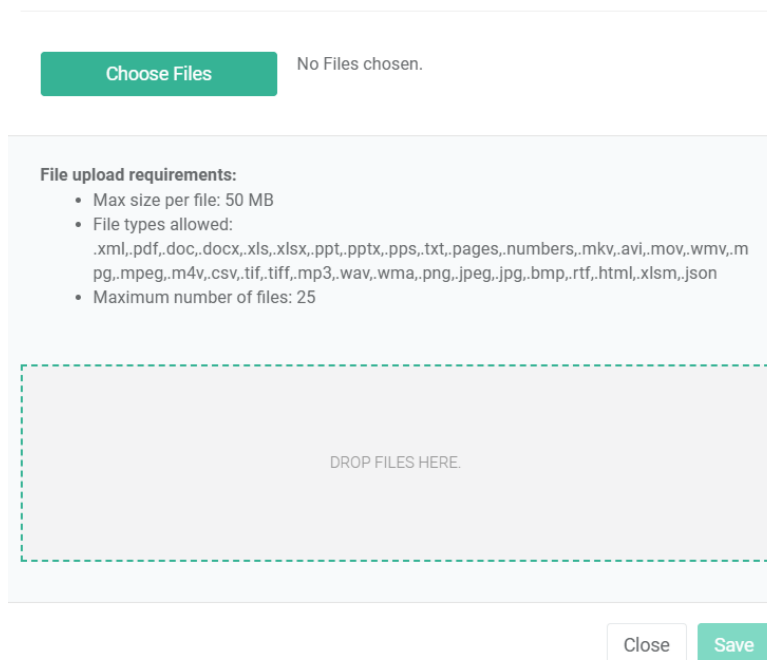 Choose Files
No Files chosen.
File upload requirements:
• Max size per file: 50 MB
• File types allowed:
.xml,.pdf,.doc,.docx,.xls,.xlsx,.ppt,.pptx,.pps,.txt,.pages,.numbers,.mkv,.avi,.mov,.wmv,.m
pg,.mpeg,.m4v,.csv,.tif,.tiff,.mp3,.wav,.wma,.png,.jpeg,.jpg,.bmp,.rtf,.html,.xlsm,.json
• Maximum number of files: 25
DROP FILES HERE.
Close
Save